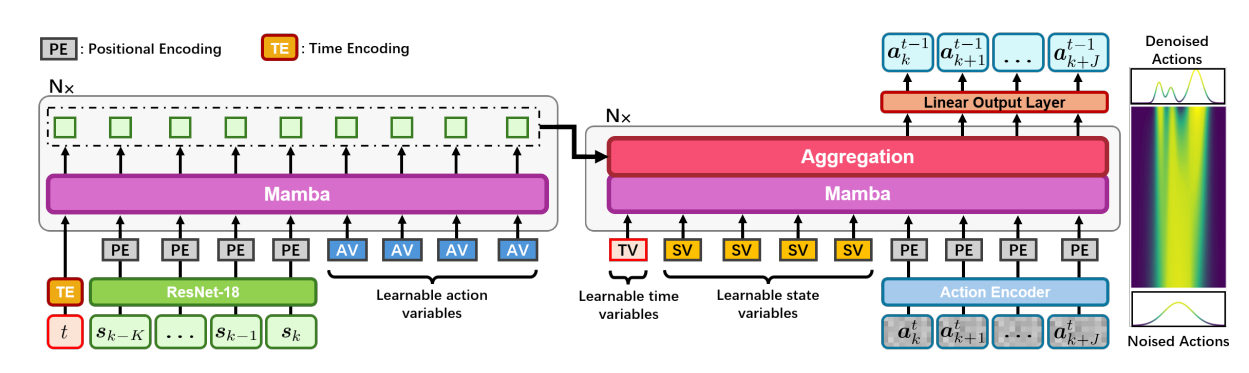 PE : Positional Encoding
TE : Time Encoding
N×
Mamba
PE PE PE PE AV AV AV AV
TE
ResNet-18
Learnable action
variables
t s_{k-K} ... s_{k-1} s_k
N×
a_k^{t-1} a_{k+1}^{t-1} ... a_{k+J}^{t-1}
Linear Output Layer
Aggregation
Mamba
TV SV SV SV SV PE PE PE PE
Learnable time
variables
Learnable state
variables
Action Encoder
a_k^t a_{k+1}^t ... a_{k+J}^t
Denoised
Actions
Noised Actions